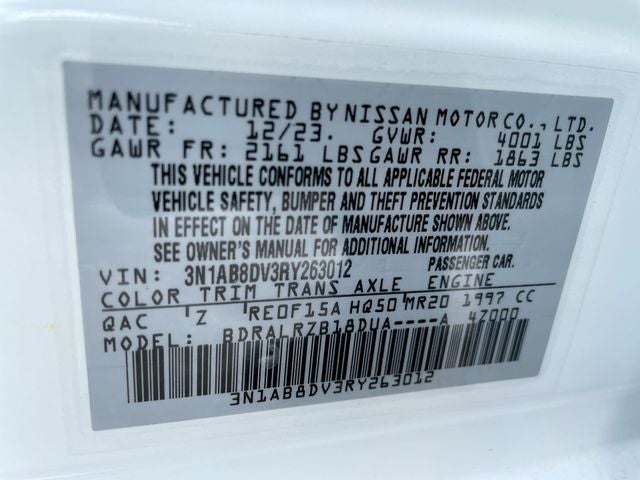 MANUFACTURED BY NISSAN MOTOR CO., LTD.
DATE: 12/23. GVWR: 4001 LBS
GAWR FR: 2161 LBS GAWR RR: 1863 LBS
THIS VEHICLE CONFORMS TO ALL APPLICABLE FEDERAL MOTOR
VEHICLE SAFETY, BUMPER AND THEFT PREVENTION STANDARDS
IN EFFECT ON THE DATE OF MANUFACTURE SHOWN ABOVE.
SEE OWNER'S MANUAL FOR ADDITIONAL INFORMATION
VIN: 3N1AB8DV3RY263012 PASSENGER CAR.
COLOR TRIM TRANS AXLE ENGINE
QAC Z RE0F15A HQ50 MR20 1997 CC
MODEL: BDRALRZB18DUA----A 4Z000
3N1AB8DV3RY263012